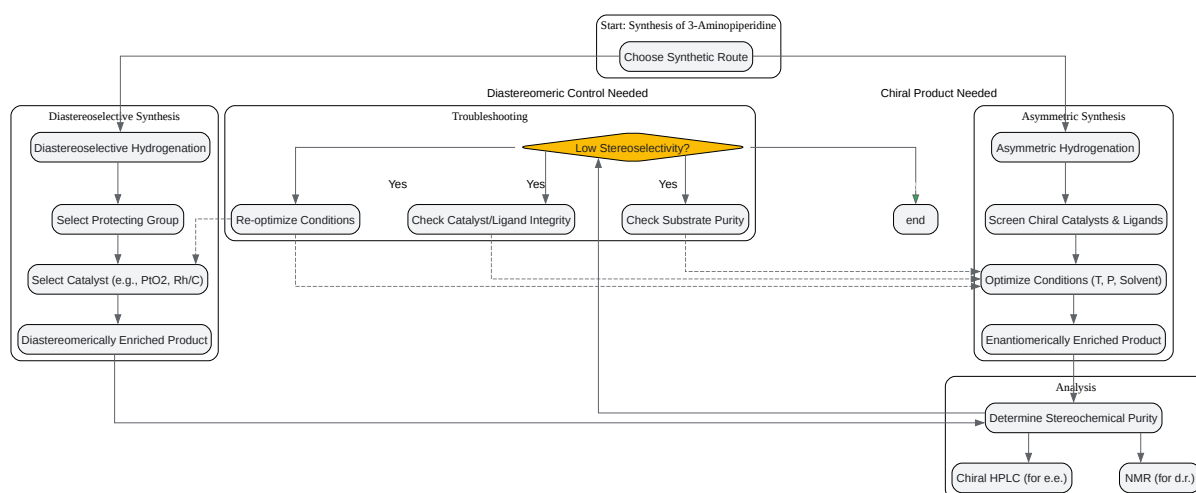 Start: Synthesis of 3-Aminopiperidine
Choose Synthetic Route
Diastereomeric Control Needed
Chiral Product Needed
Diastereoselective Synthesis
Troubleshooting
Asymmetric Synthesis
Diastereoselective Hydrogenation
Low Stereoselectivity?
Asymmetric Hydrogenation
Yes
Yes
Yes
Select Protecting Group
Re-optimize Conditions
Check Catalyst/Ligand Integrity
Check Substrate Purity
end
Screen Chiral Catalysts & Ligands
Select Catalyst (e.g., PtO2, Rh/C)
Optimize Conditions (T, P, Solvent)
Diastereomerically Enriched Product
Enantiomerically Enriched Product
Analysis
Determine Stereochemical Purity
Chiral HPLC (for e.e.)
NMR (for d.r.)